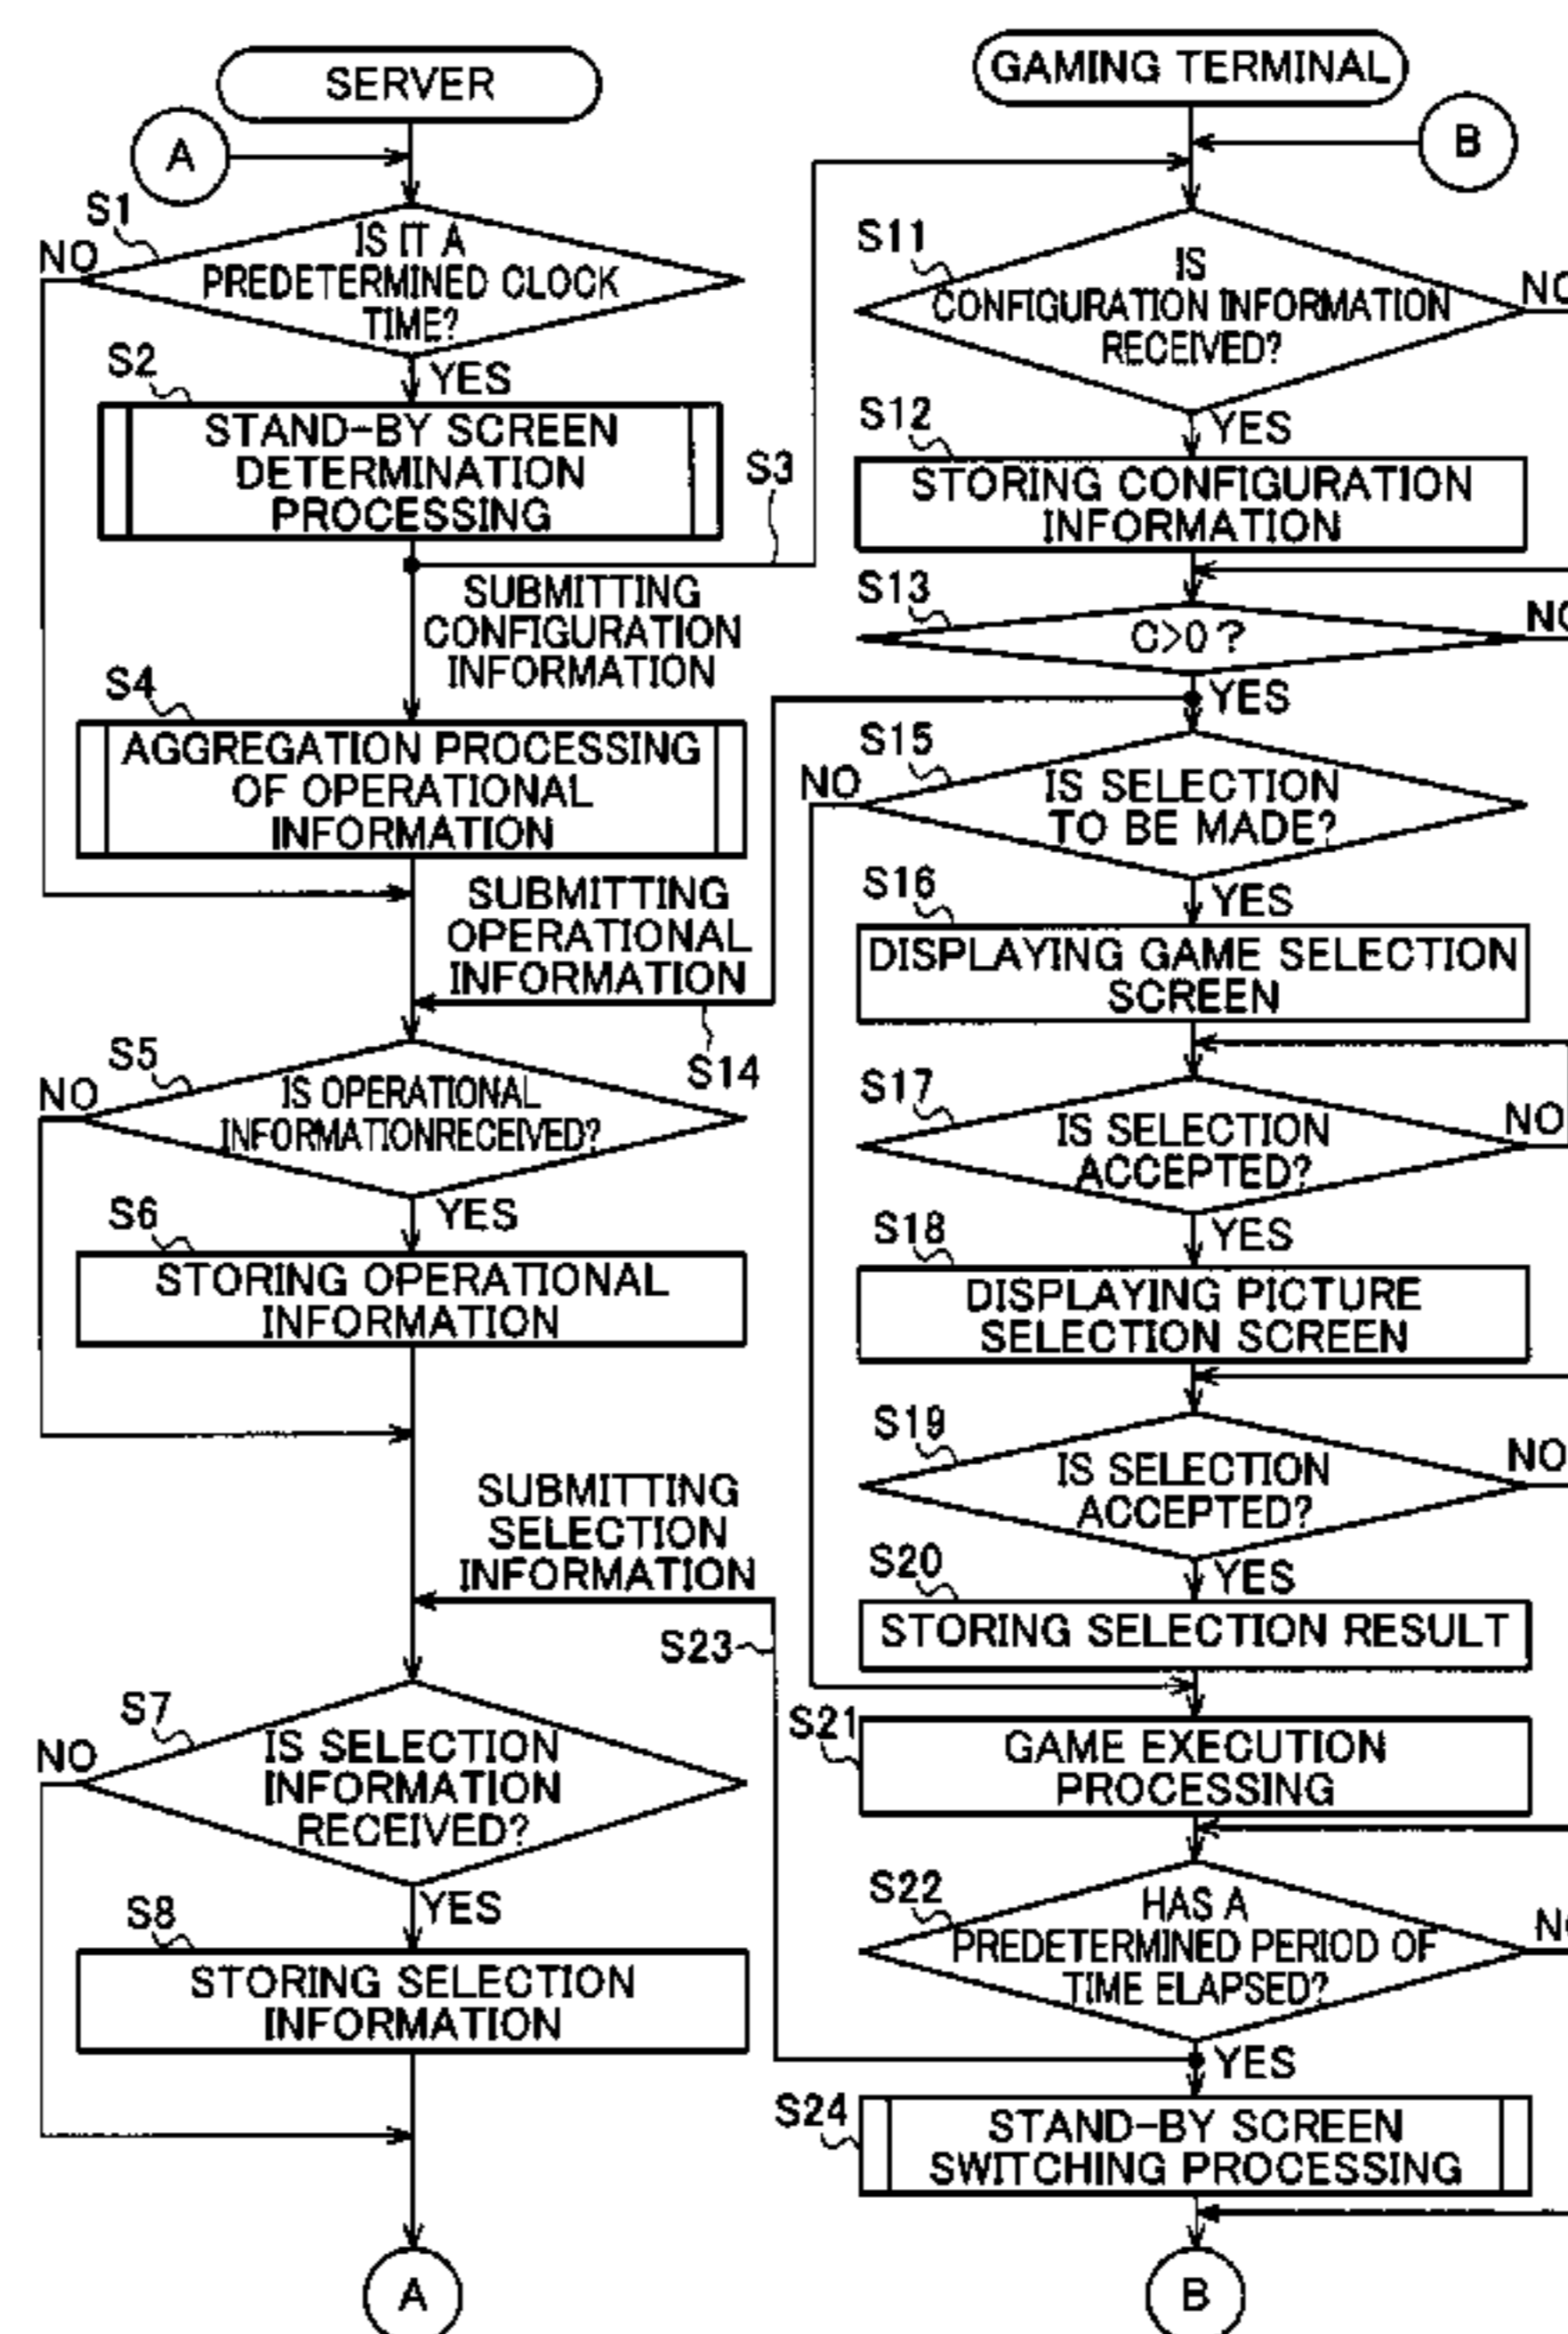 SERVER
A
S1
NO
IS IT A
PREDETERMINED CLOCK
TIME?
YES
S2
STAND-BY SCREEN
DETERMINATION
PROCESSING
S3
SUBMITTING
CONFIGURATION
INFORMATION
S4
AGGREGATION PROCESSING
OF OPERATIONAL
INFORMATION
SUBMITTING
OPERATIONAL
INFORMATION
S14
S5
NO
IS OPERATIONAL
INFORMATIONRECEIVED?
YES
S6
STORING OPERATIONAL
INFORMATION
SUBMITTING
SELECTION
INFORMATION
S23
S7
NO
IS SELECTION
INFORMATION
RECEIVED?
YES
S8
STORING SELECTION
INFORMATION
A
GAMING TERMINAL
B
S11
IS
CONFIGURATION INFORMATION
RECEIVED?
NO
YES
S12
STORING CONFIGURATION
INFORMATION
S13
C>0?
NO
YES
S15
NO
IS SELECTION
TO BE MADE?
YES
S16
DISPLAYING GAME SELECTION
SCREEN
S17
IS SELECTION
ACCEPTED?
NO
YES
S18
DISPLAYING PICTURE
SELECTION SCREEN
S19
IS SELECTION
ACCEPTED?
NO
YES
S20
STORING SELECTION RESULT
S21
GAME EXECUTION
PROCESSING
S22
HAS A
PREDETERMINED PERIOD OF
TIME ELAPSED?
NO
YES
S24
STAND-BY SCREEN
SWITCHING PROCESSING
B